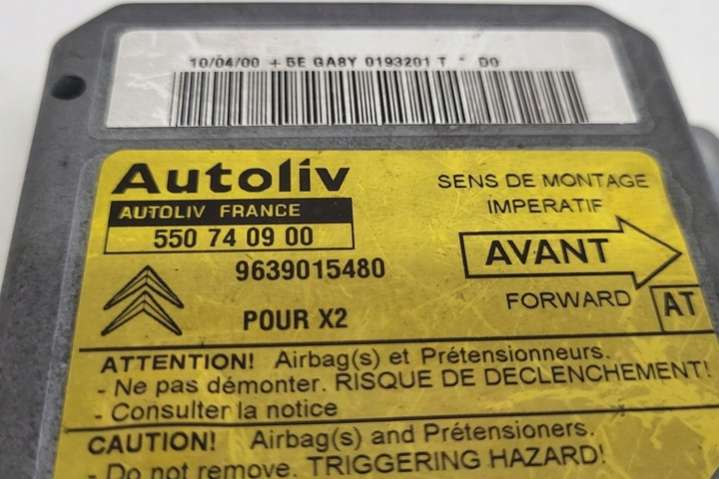 10/04/00 + 5E GA8Y 0193201 T * D0
Autoliv
AUTOLIV FRANCE
550 74 09 00
9639015480
POUR X2
SENS DE MONTAGE
IMPERATIF
AVANT
FORWARD
AT
ATTENTION! Airbag(s) et Prétensionneurs.
- Ne pas démonter. RISQUE DE DECLENCHEMENT!
- Consulter la notice
CAUTION! Airbag(s) and Prétensioners.
- Do not remove. TRIGGERING HAZARD!